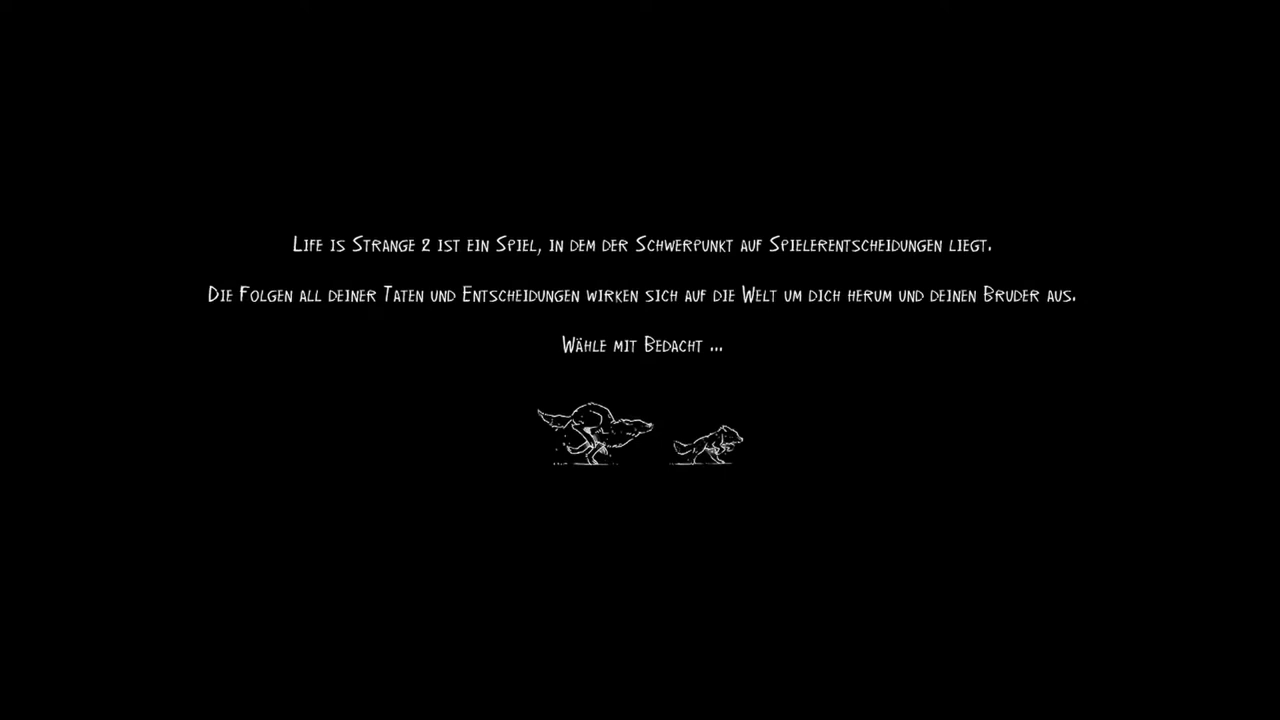 Life is Strange 2 ist ein Spiel, in dem der Schwerpunkt auf Spielerentscheidungen liegt.
Die Folgen all deiner Taten und Entscheidungen wirken sich auf die Welt um dich herum und deinen Bruder aus.
Wähle mit Bedacht ...